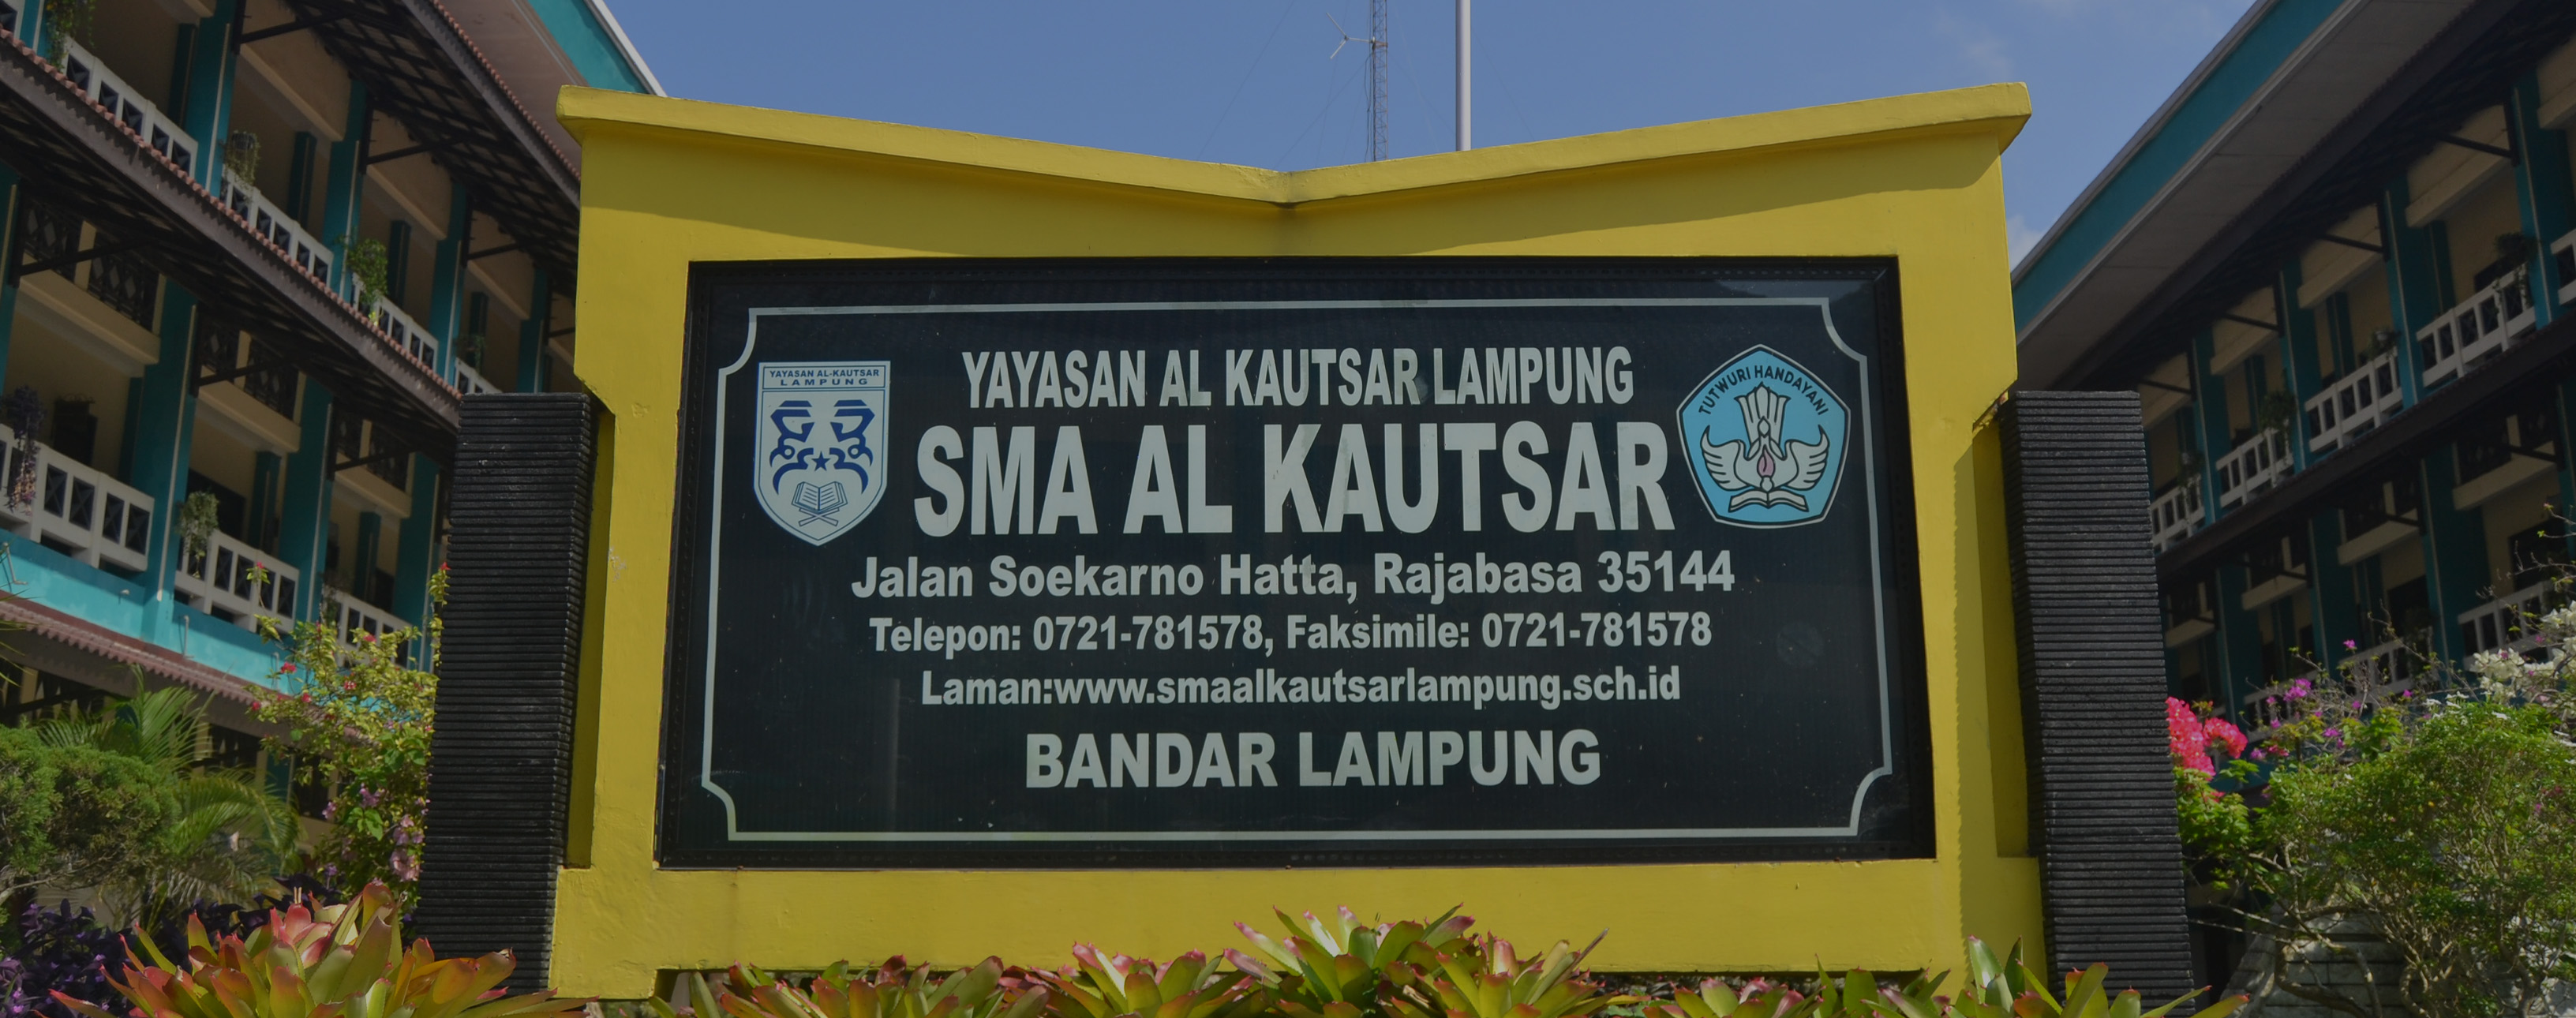 YAYASAN AL-KAUTSAR
LAMPUNG
YAYASAN AL KAUTSAR LAMPUNG
SMA AL KAUTSAR
TUTWURI HANDAYANI
Jalan Soekarno Hatta, Rajabasa 35144
Telepon: 0721-781578, Faksimile: 0721-781578
Laman:www.smaalkautsarlampung.sch.id
BANDAR LAMPUNG